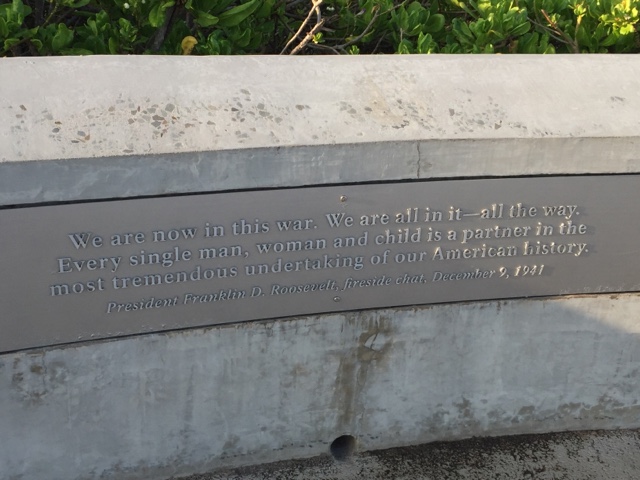 We are now in this war. We are all in it—all the way.
Every single man, woman and child is a partner in the
most tremendous undertaking of our American history.
President Franklin D. Roosevelt, fireside chat, December 9, 1941